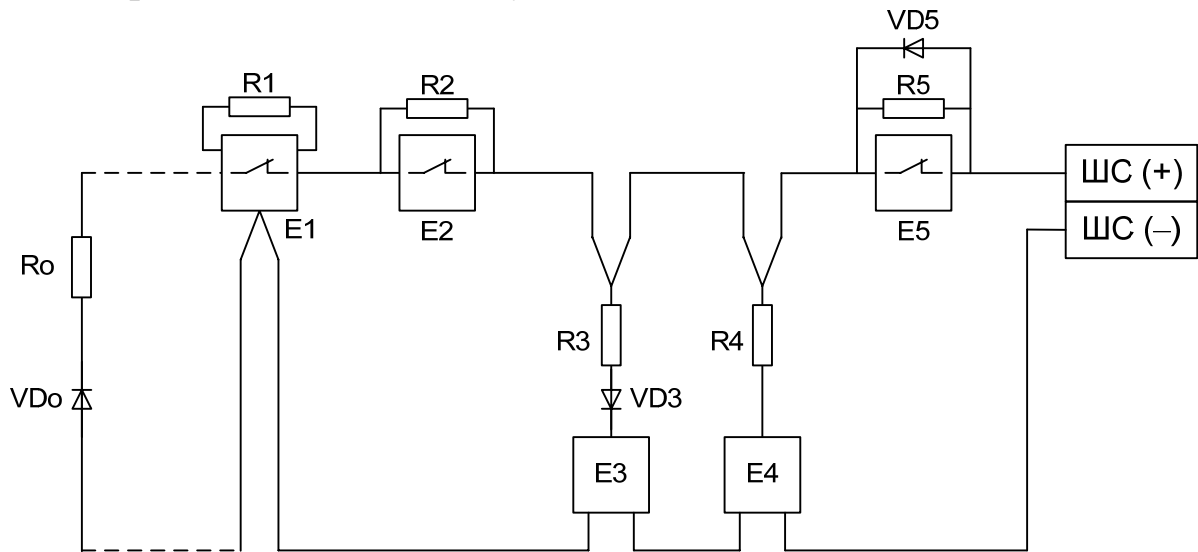 VD5
R1
R2
R5
ШС (+)
ШС (–)
E1
E2
E5
Ro
R3
R4
VDo
VD3
E3
E4